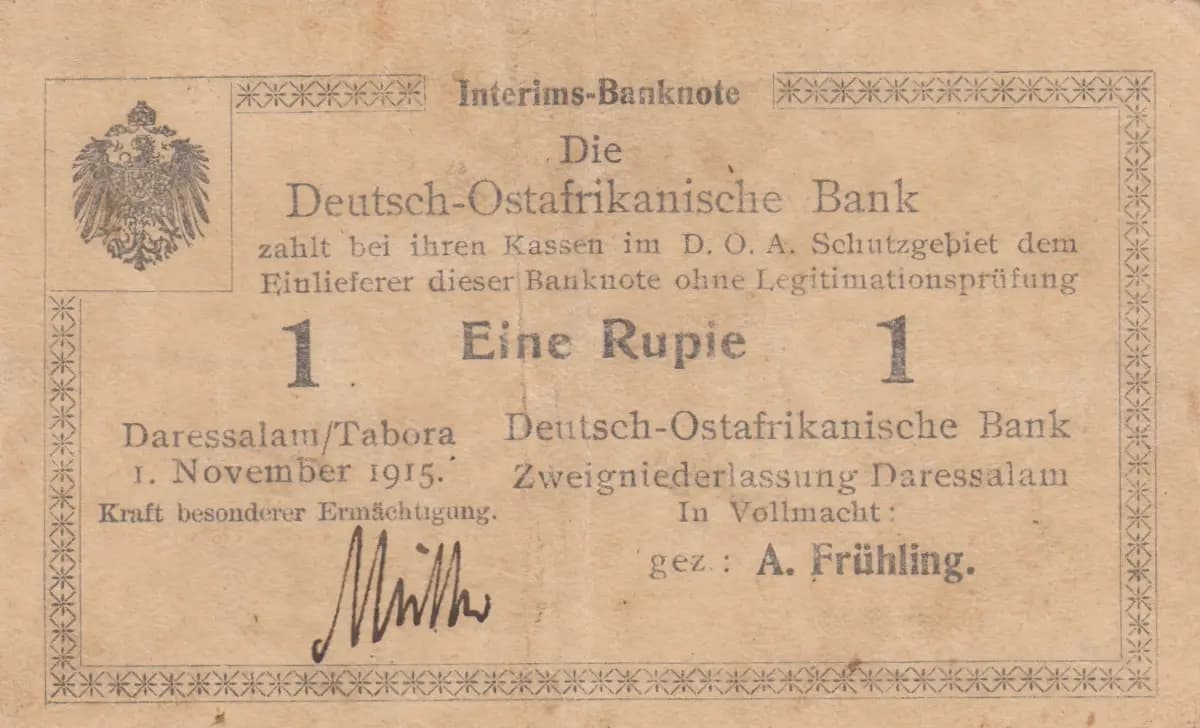 Interims-Banknote
Die
Deutsch-Ostafrikanische Bank
zahlt bei ihren Kassen im D. O. A. Schutzgebiet dem
Einlieferer dieser Banknote ohne Legitimationsprüfung
1 Eine Rupie 1
Daressalam/Tabora
1. November 1915.
Kraft besonderer Ermächtigung.
Deutsch-Ostafrikanische Bank
Zweigniederlassung Daressalam
In Vollmacht:
gez.: A. Frühling.